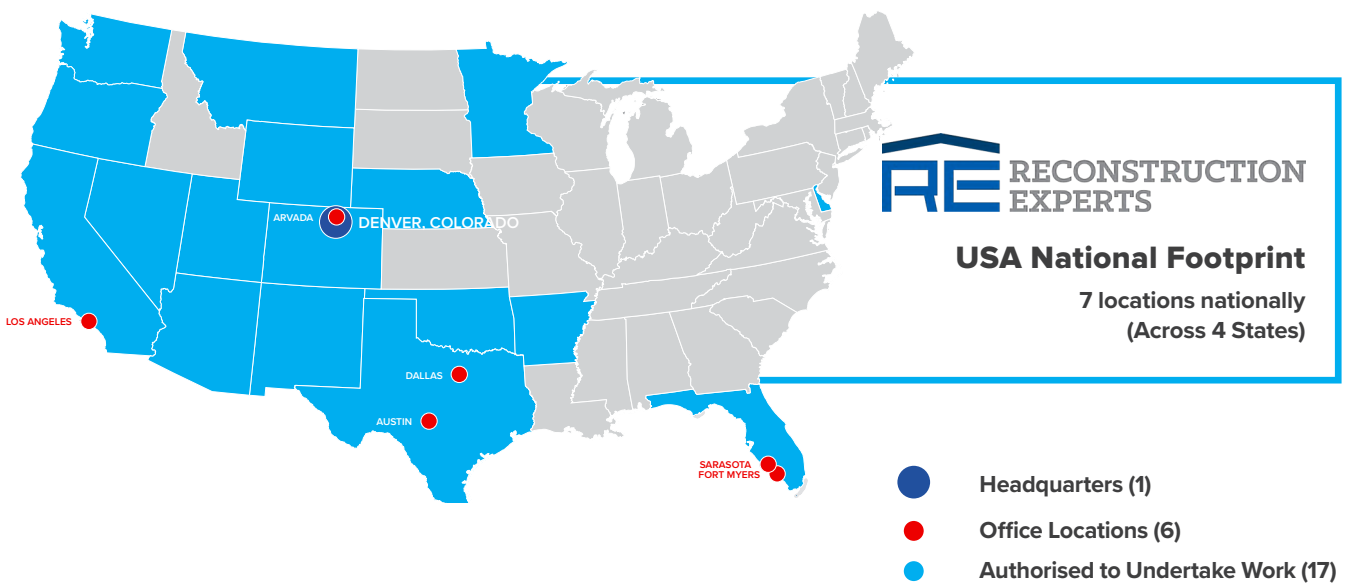 ARVADA
DENVER, COLORADO
LOS ANGELES
DALLAS
AUSTIN
SARASOTA
FORT MYERS
RE
RECONSTRUCTION
EXPERTS
USA National Footprint
7 locations nationally
(Across 4 States)
Headquarters (1)
Office Locations (6)
Authorised to Undertake Work (17)